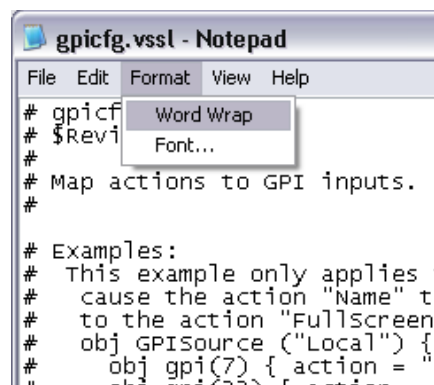 gpicfg.vssl - Notepad
File Edit Format View Help
# gpicf
# $Revi
Word Wrap
Font...
#
# Map actions to GPI inputs.
#
# Examples:
# This example only applies
# cause the action "Name" t
# to the action "FullScreen
# obj GPISource ("Local") {
# obj gpi(7) { action = "